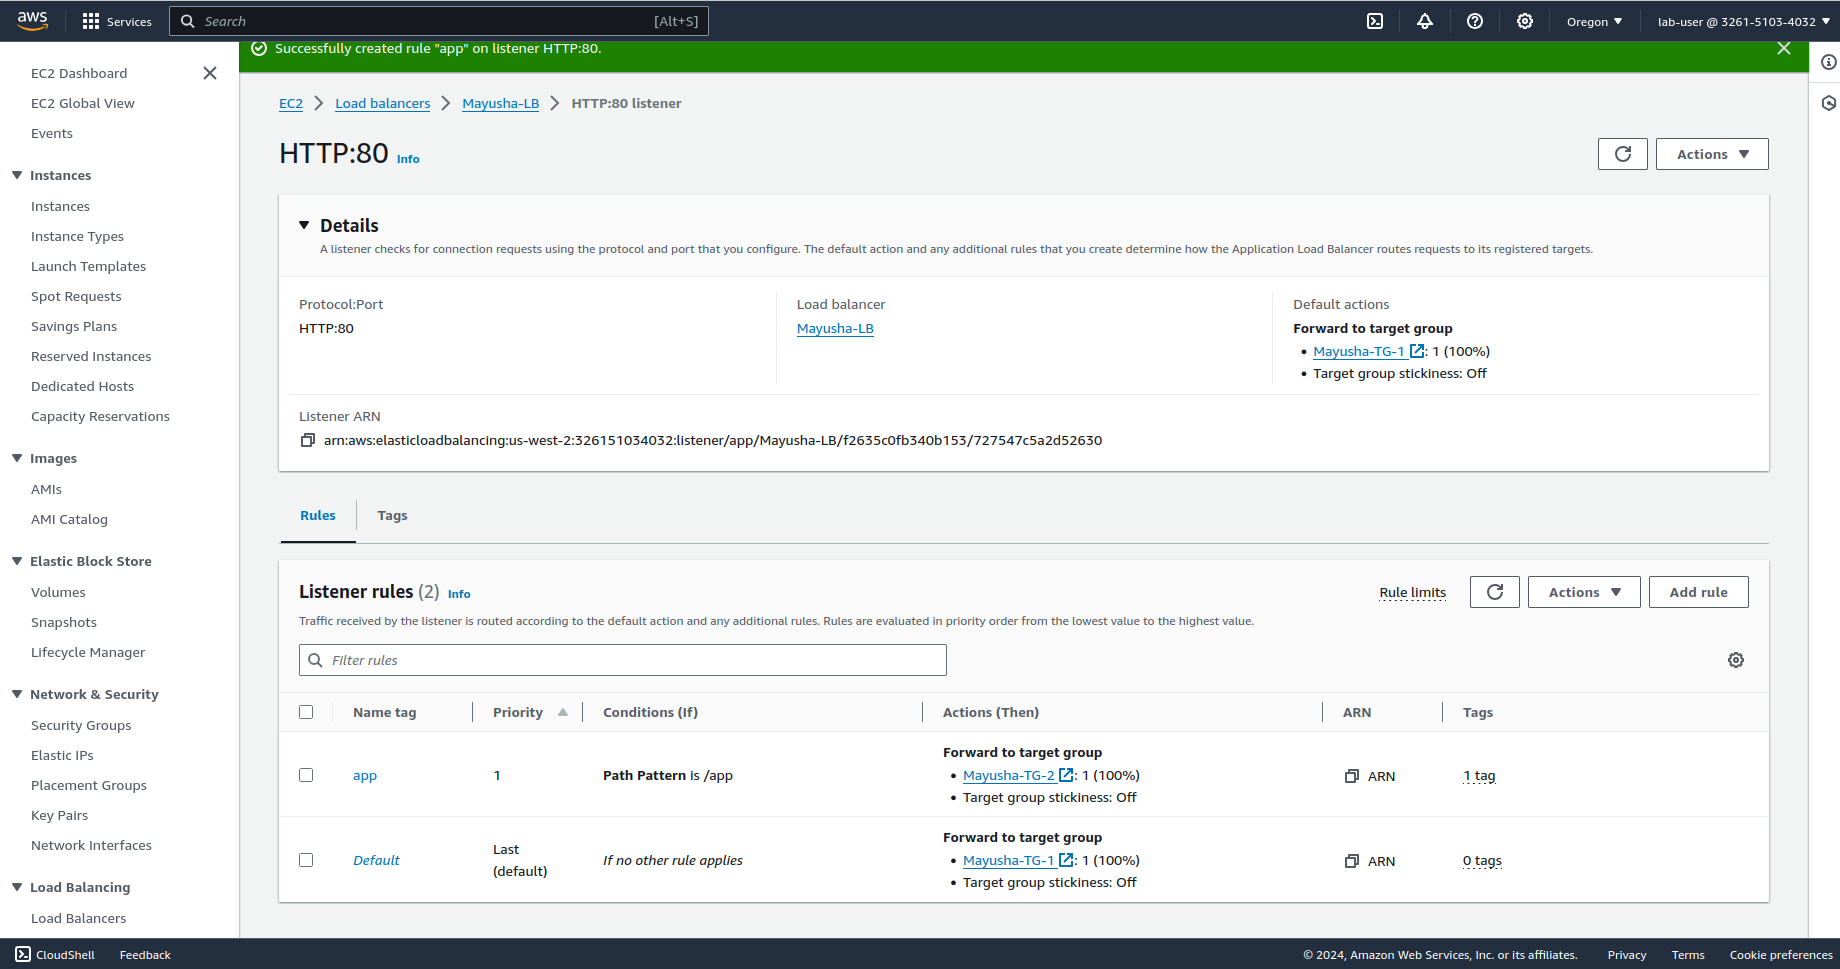 aws
Services
Search
[Alt+S]
Oregon
lab-user @ 3261-5103-4032
Successfully created rule "app" on listener HTTP:80.
EC2 Dashboard
EC2 Global View
Events
Instances
Instances
Instance Types
Launch Templates
Spot Requests
Savings Plans
Reserved Instances
Dedicated Hosts
Capacity Reservations
Images
AMIs
AMI Catalog
Elastic Block Store
Volumes
Snapshots
Lifecycle Manager
Network & Security
Security Groups
Elastic IPs
Placement Groups
Key Pairs
Network Interfaces
Load Balancing
Load Balancers
EC2 > Load balancers > Mayusha-LB > HTTP:80 listener
HTTP:80 Info
Actions
Details
A listener checks for connection requests using the protocol and port that you configure. The default action and any additional rules that you create determine how the Application Load Balancer routes requests to its registered targets.
Protocol:Port
HTTP:80
Load balancer
Mayusha-LB
Default actions
Forward to target group
• Mayusha-TG-1 : 1 (100%)
• Target group stickiness: Off
Listener ARN
arn:aws:elasticloadbalancing:us-west-2:326151034032:listener/app/Mayusha-LB/f2635c0fb340b153/727547c5a2d52630
Rules
Tags
Listener rules (2) Info
Rule limits
Actions
Add rule
Traffic received by the listener is routed according to the default action and any additional rules. Rules are evaluated in priority order from the lowest value to the highest value.
Filter rules
Name tag
Priority
Conditions (If)
Actions (Then)
ARN
Tags
app
1
Path Pattern is /app
Forward to target group
• Mayusha-TG-2 : 1 (100%)
• Target group stickiness: Off
ARN
1 tag
Default
Last
(default)
If no other rule applies
Forward to target group
• Mayusha-TG-1 : 1 (100%)
• Target group stickiness: Off
ARN
0 tags
CloudShell
Feedback
© 2024, Amazon Web Services, Inc. or its affiliates.
Privacy
Terms
Cookie preferences